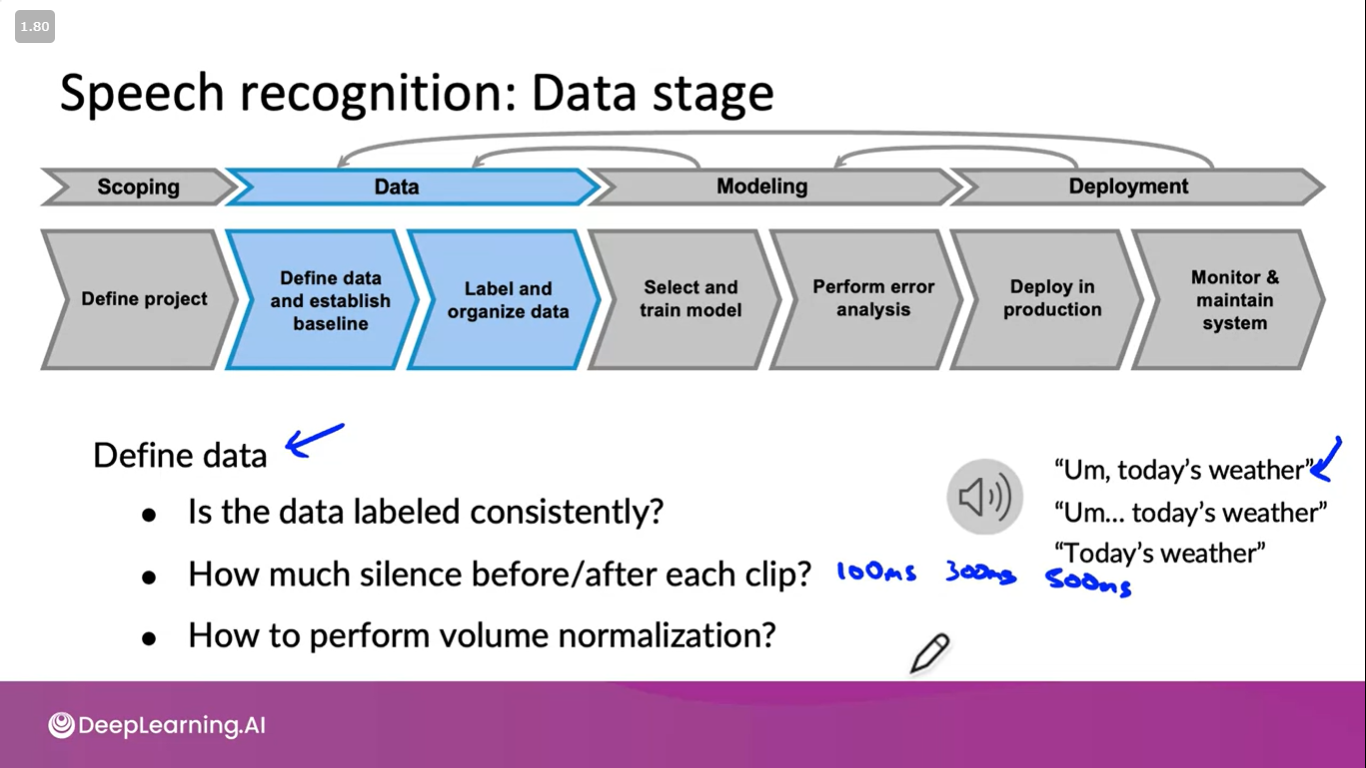 1.80
Speech recognition: Data stage
Scoping
Data
Modeling
Deployment
Define project
Define data
and establish
baseline
Label and
organize data
Select and
train model
Perform error
analysis
Deploy in
production
Monitor &
maintain
system
Define data
● Is the data labeled consistently?
● How much silence before/after each clip? 100ms 300ms 500ms
● How to perform volume normalization?
“Um, today’s weather”
“Um... today’s weather”
“Today’s weather”
DeepLearning.AI